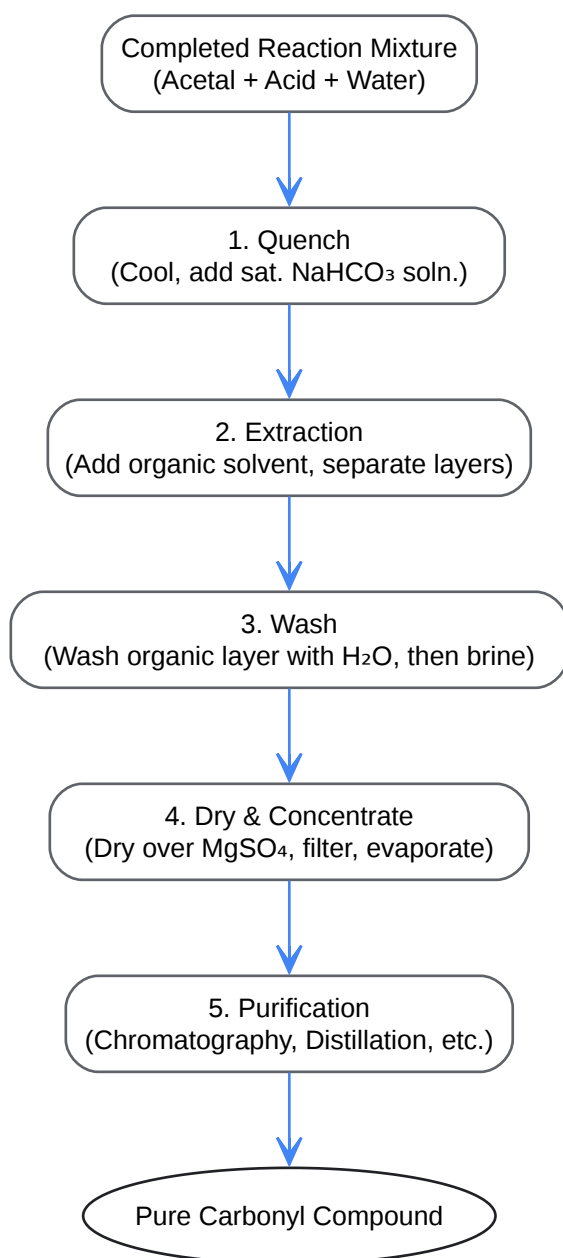 Completed Reaction Mixture
(Acetal + Acid + Water)
1. Quench
(Cool, add sat. NaHCO₃ soln.)
2. Extraction
(Add organic solvent, separate layers)
3. Wash
(Wash organic layer with H₂O, then brine)
4. Dry & Concentrate
(Dry over MgSO₄, filter, evaporate)
5. Purification
(Chromatography, Distillation, etc.)
Pure Carbonyl Compound